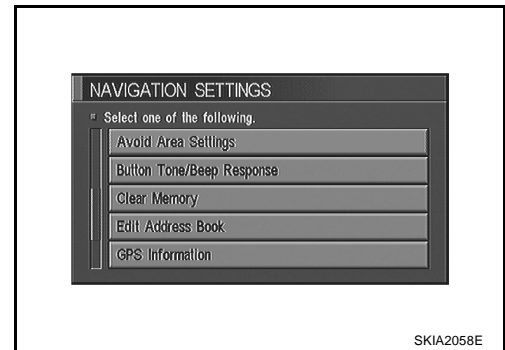 NAVIGATION SETTINGS
Select one of the following.
Avoid Area Settings
Button Tone/Beep Response
Clear Memory
Edit Address Book
GPS Information
SKIA2058E